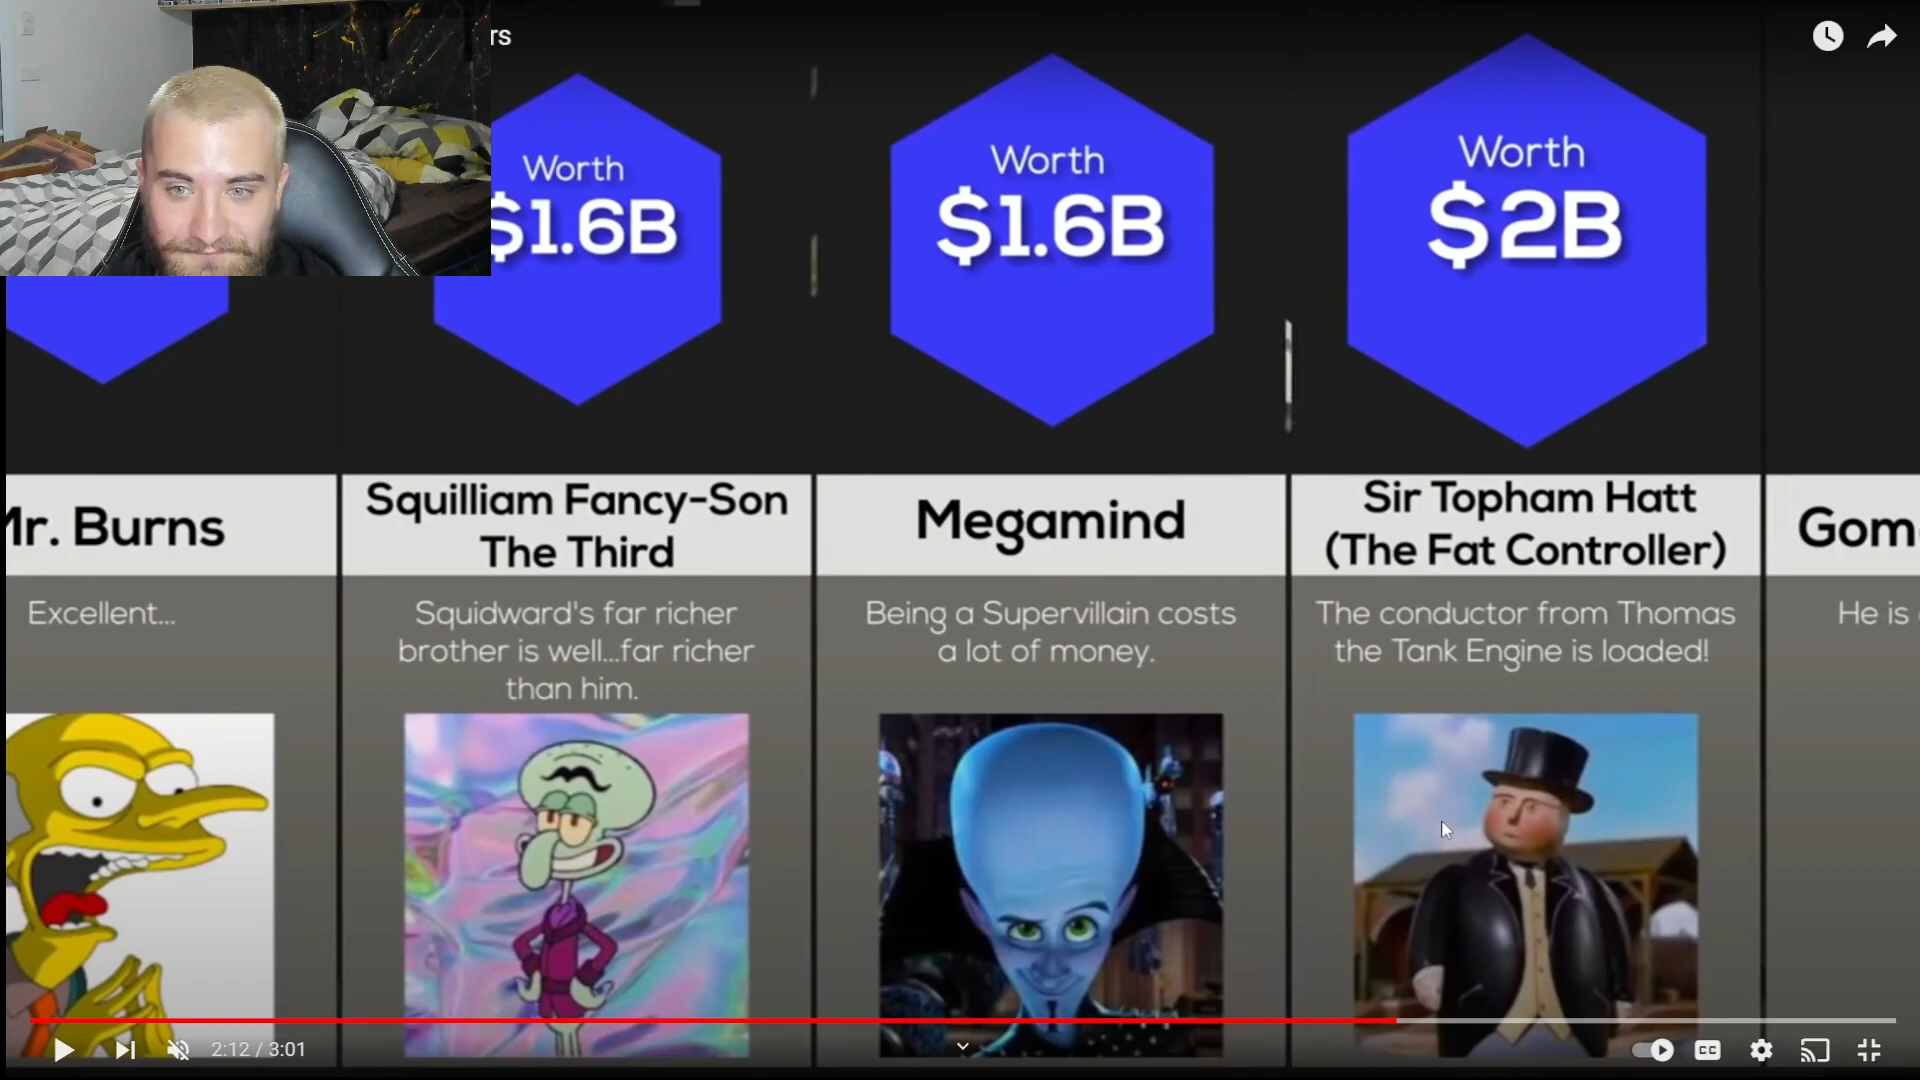 rs
Worth
$1.6B
Worth
$1.6B
Worth
$2B
Mr. Burns
Excellent...
Squilliam Fancy-Son
The Third
Squidward's far richer
brother is well...far richer
than him.
Megamind
Being a Supervillain costs
a lot of money.
Sir Topham Hatt
(The Fat Controller)
The conductor from Thomas
the Tank Engine is loaded!
Gom
He is
2:12 / 3:01
CC